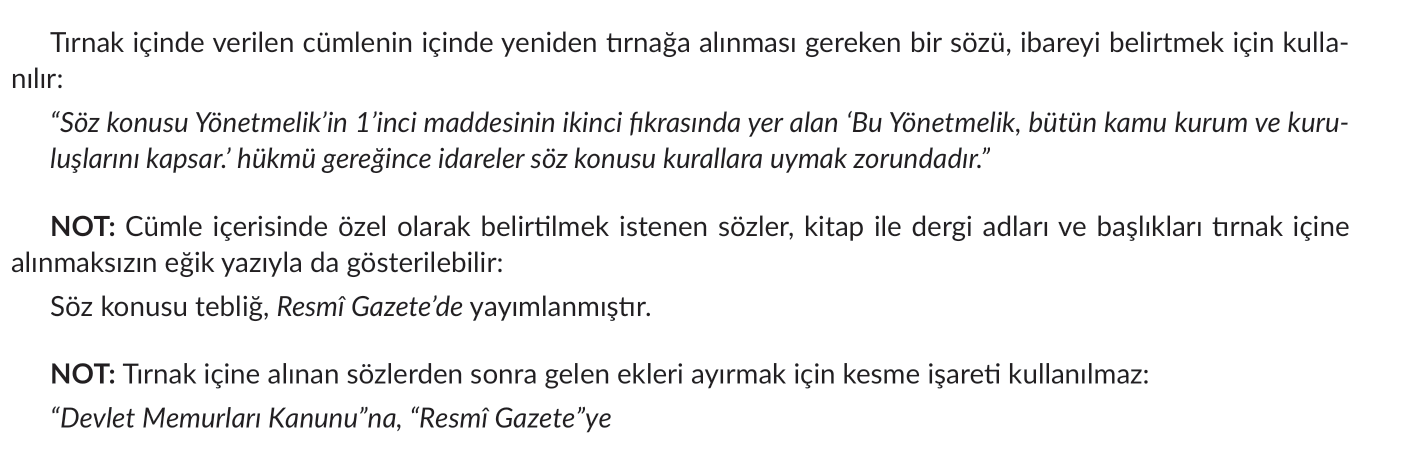 Tırnak içinde verilen cümlenin içinde yeniden tırnağa alınması gereken bir sözü, ibareyi belirtmek için kulla-
nılır:
“Söz konusu Yönetmelik’in 1’inci maddesinin ikinci fıkrasında yer alan ‘Bu Yönetmelik, bütün kamu kurum ve kuru-
luşlarını kapsar.’ hükmü gereğince idareler söz konusu kurallara uymak zorundadır.”
NOT: Cümle içerisinde özel olarak belirtilmek istenen sözler, kitap ile dergi adları ve başlıkları tırnak içine
alınmaksızın eğik yazıyla da gösterilebilir:
Söz konusu tebliğ, Resmî Gazete’de yayımlanmıştır.
NOT: Tırnak içine alınan sözlerden sonra gelen ekleri ayırmak için kesme işareti kullanılmaz:
“Devlet Memurları Kanunu”na, “Resmî Gazete”ye